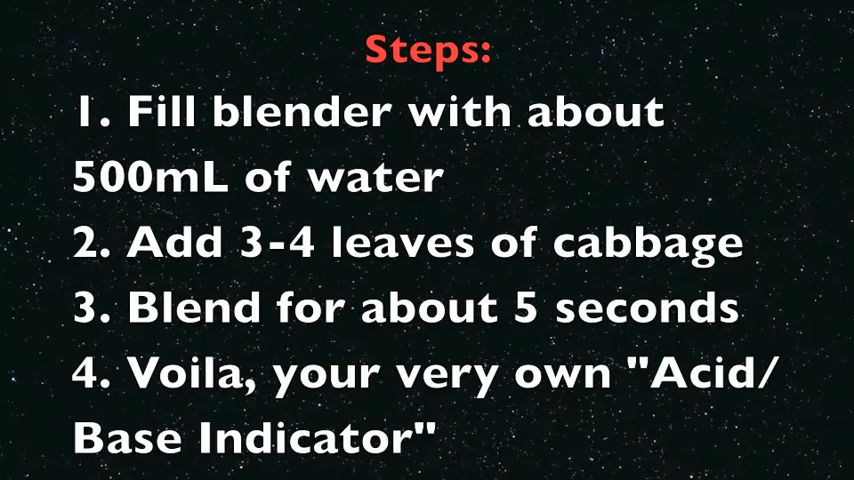 Steps:
1. Fill blender with about
500mL of water
2. Add 3-4 leaves of cabbage
3. Blend for about 5 seconds
4. Voila, your very own "Acid/
Base Indicator"